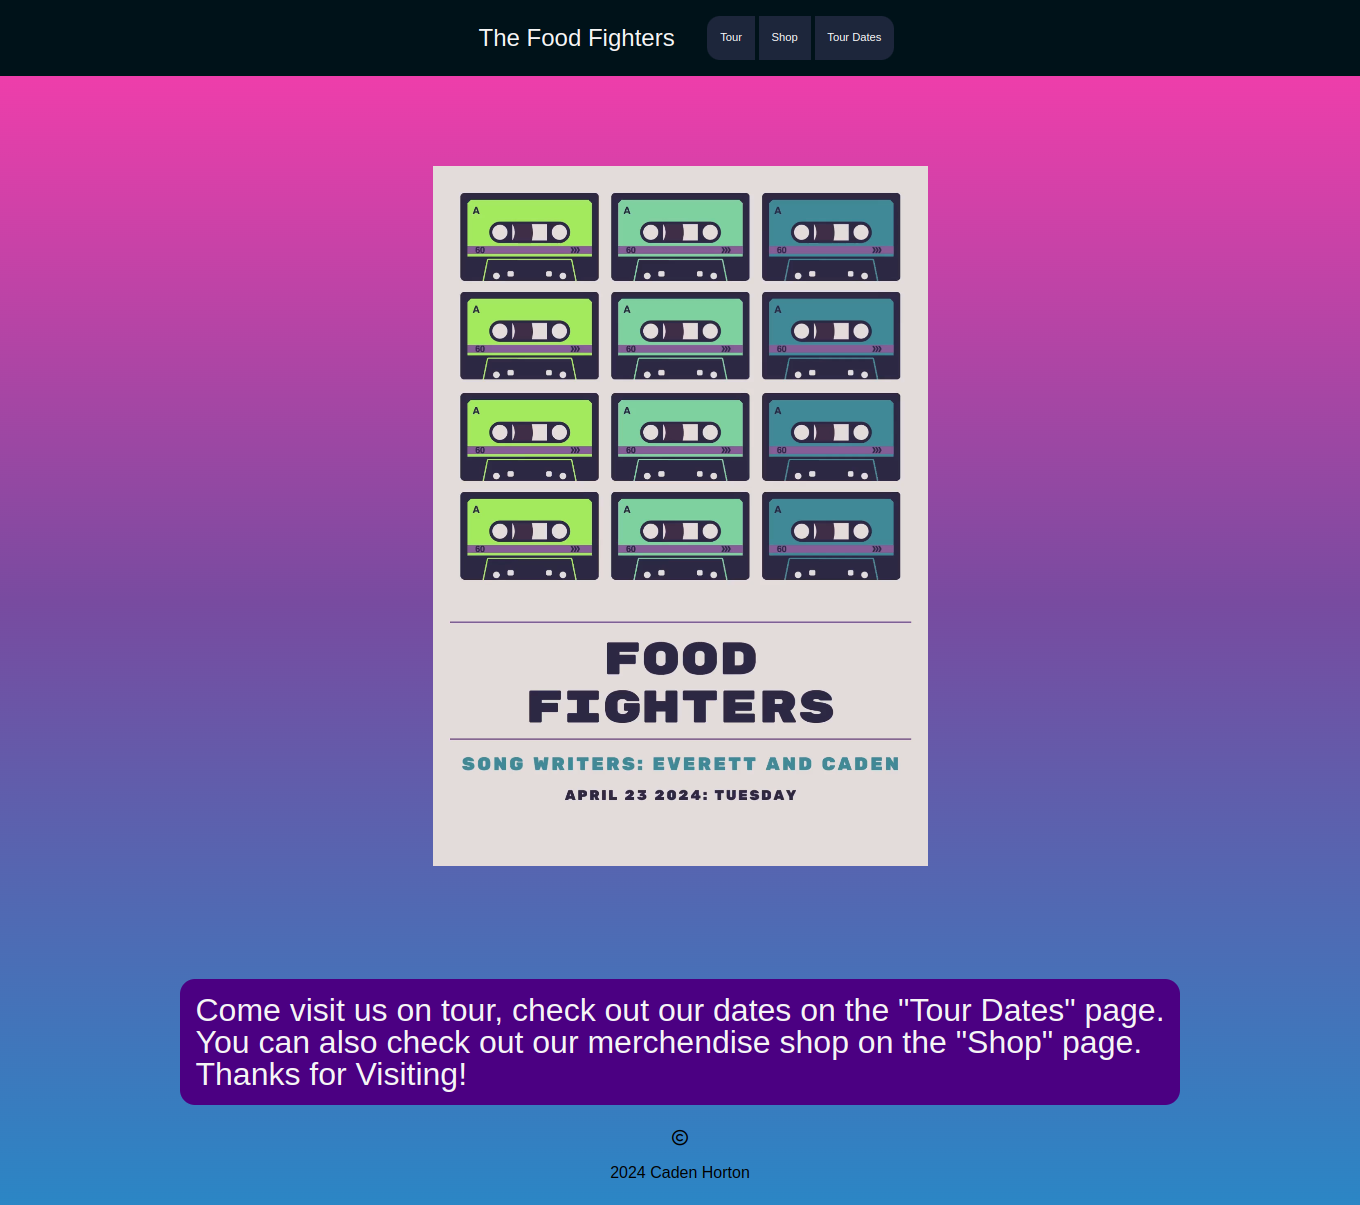 The Food Fighters
Tour
Shop
Tour Dates
A
A
A
60
60
60
A
A
A
60
60
60
A
A
A
60
60
60
A
A
A
60
60
60
FOOD
FIGHTERS
SONG WRITERS: EVERETT AND CADEN
APRIL 23 2024: TUESDAY
Come visit us on tour, check out our dates on the "Tour Dates" page.
You can also check out our merchendise shop on the "Shop" page.
Thanks for Visiting!
©
2024 Caden Horton